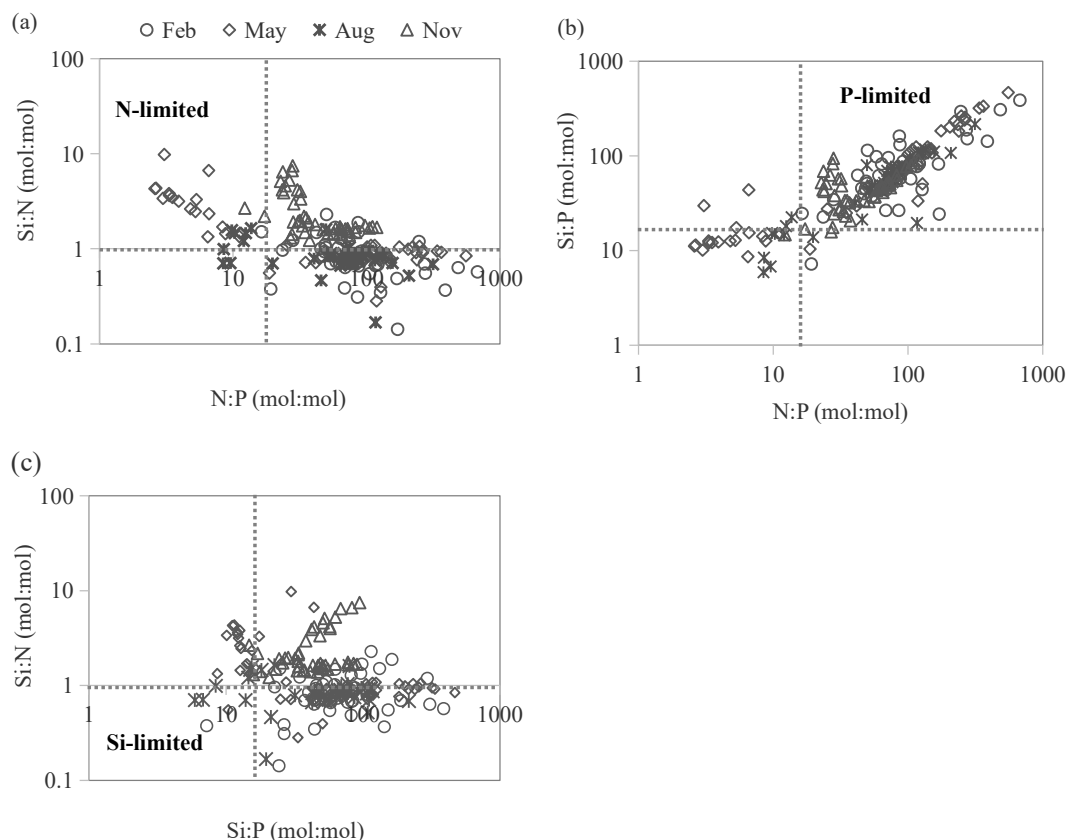 (a)
Feb May Aug Nov
100
10
1
0.1
Si:N (mol:mol)
N-limited
1 10 100 1000
N:P (mol:mol)
(b)
1000
100
10
1
Si:P (mol:mol)
P-limited
1 10 100 1000
N:P (mol:mol)
(c)
100
10
1
0.1
Si:N (mol:mol)
1 10 100 1000
Si-limited
Si:P (mol:mol)